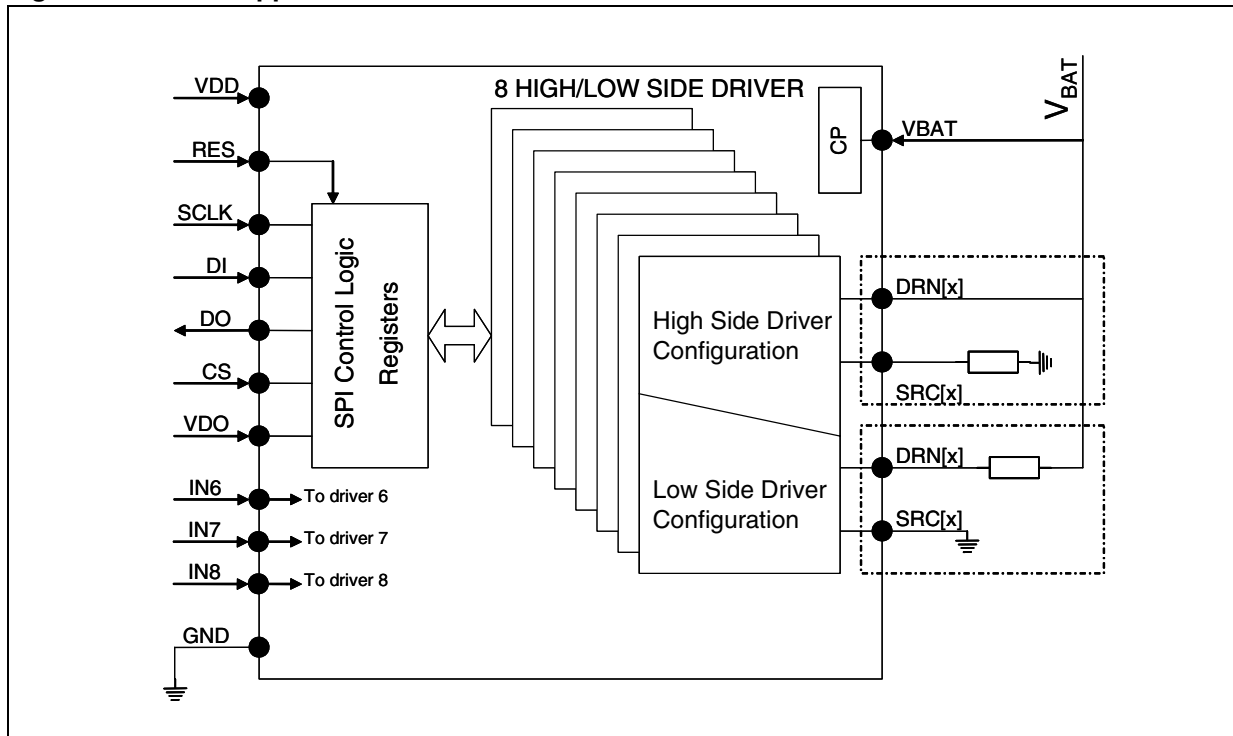 8 HIGH/LOW SIDE DRIVER
VDD
RES
SCLK
DI
DO
CS
VDO
IN6
To driver 6
IN7
To driver 7
IN8
To driver 8
GND
SPI Control Logic
Registers
CP
VBAT
VBAT
High Side Driver
Configuration
Low Side Driver
Configuration
DRN[x]
SRC[x]
DRN[x]
SRC[x]